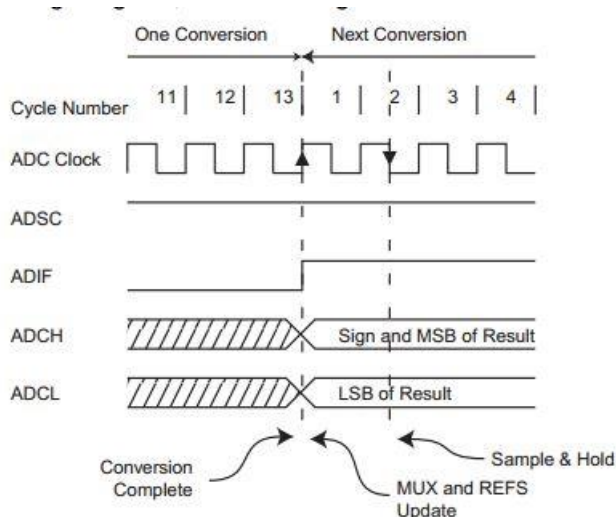 One Conversion
Next Conversion
Cycle Number
11 12 13 1 2 3 4
ADC Clock
ADSC
ADIF
ADCH
Sign and MSB of Result
ADCL
LSB of Result
Conversion
Complete
MUX and REFS
Update
Sample & Hold